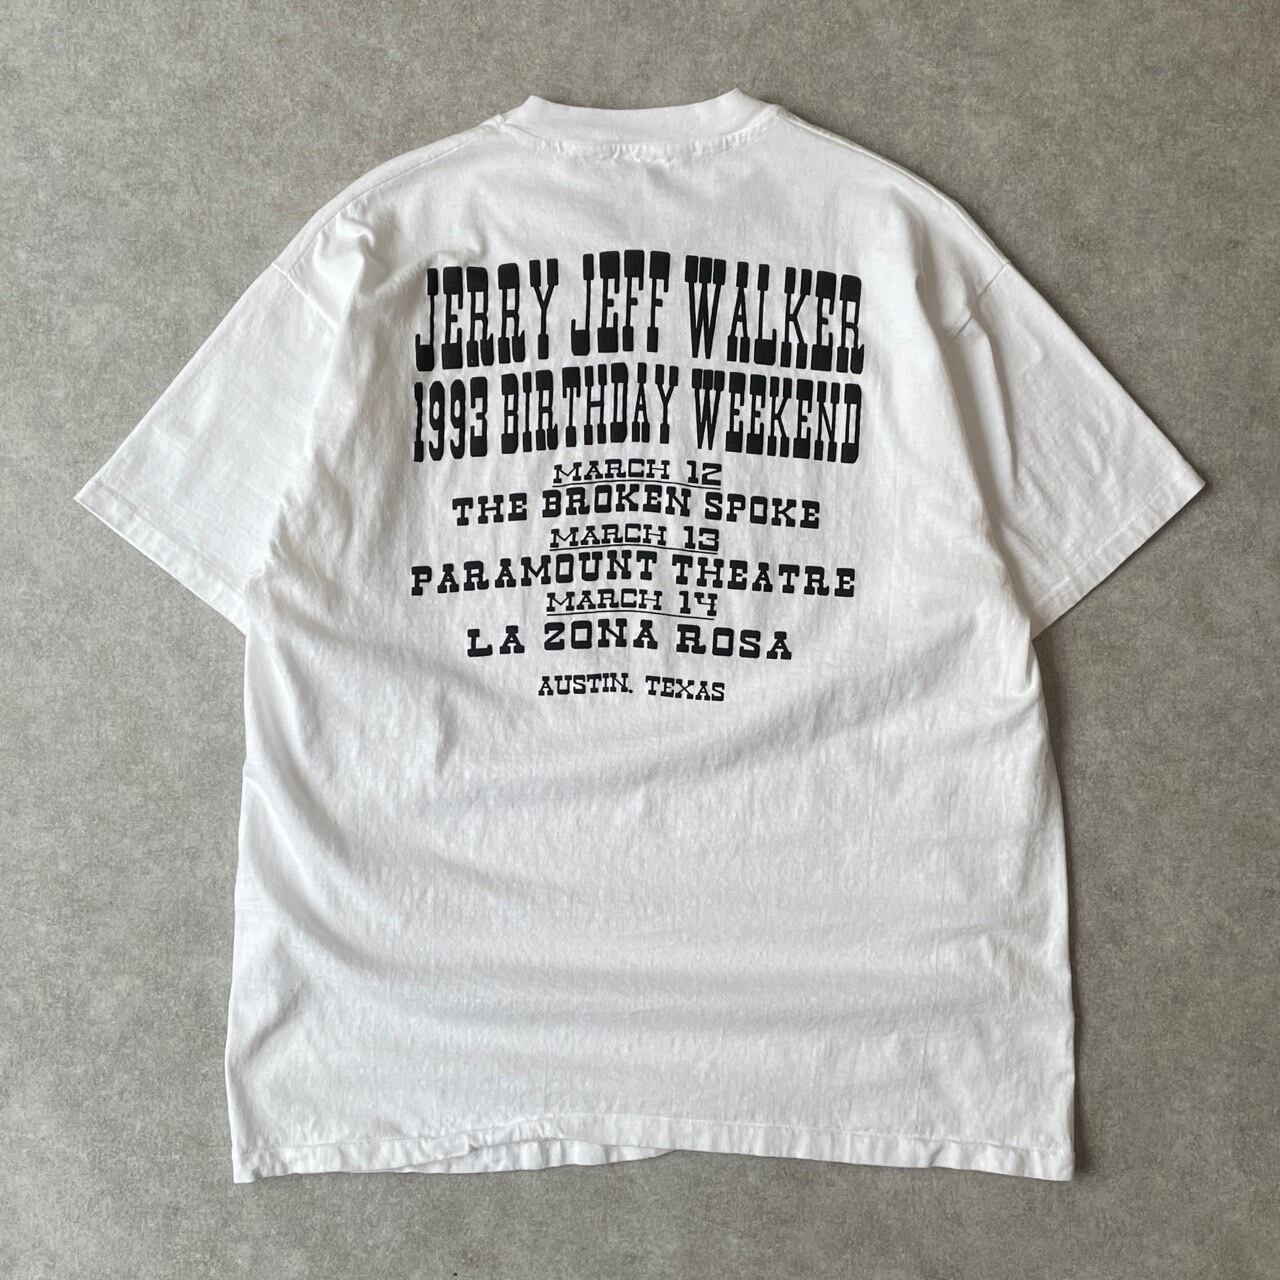 JERRY JEFF WALKER
1993 BIRTHDAY WEEKEND
MARCH 12
THE BROKEN SPOKE
MARCH 13
PARAMOUNT THEATRE
MARCH 14
LA ZONA ROSA
AUSTIN, TEXAS